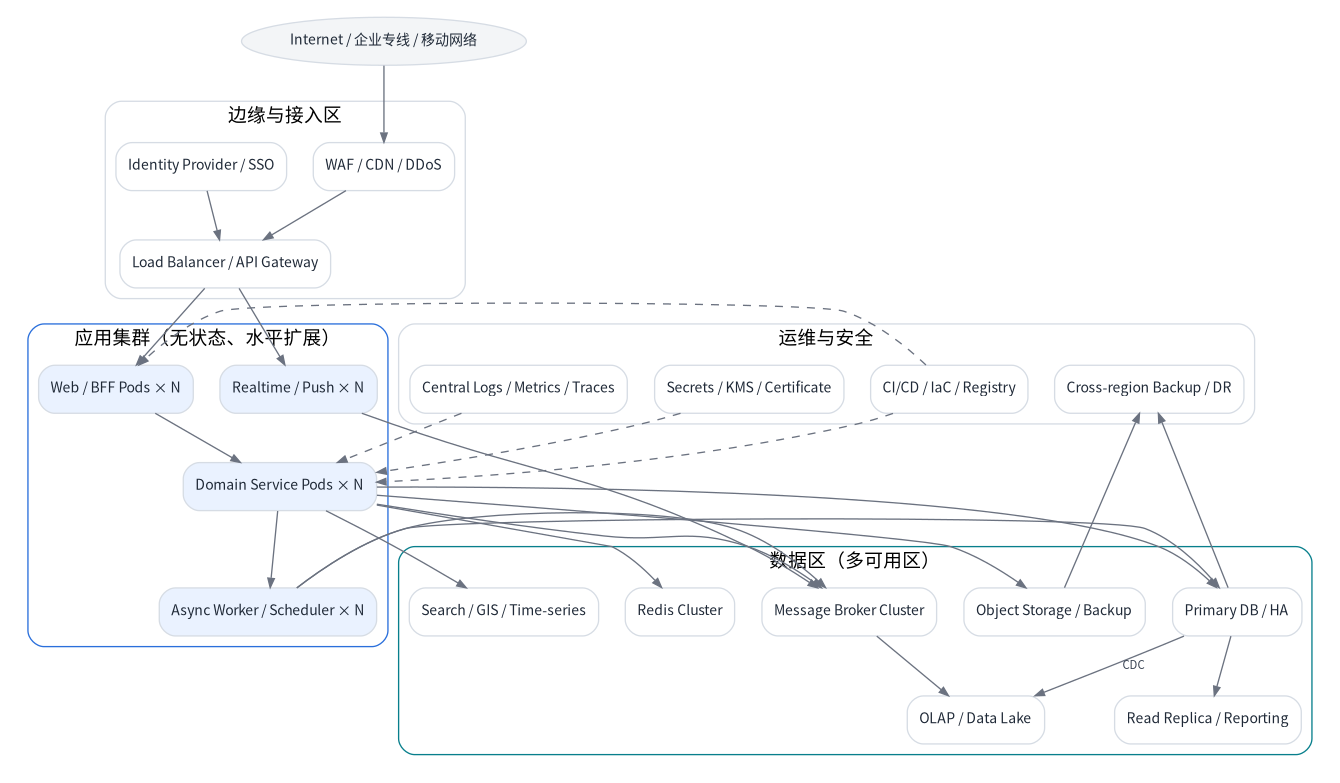 Internet / 企业专线 / 移动网络
边缘与接入区
Identity Provider / SSO
WAF / CDN / DDoS
Load Balancer / API Gateway
应用集群（无状态、水平扩展）
Web / BFF Pods × N
Realtime / Push × N
Domain Service Pods × N
Async Worker / Scheduler × N
运维与安全
Central Logs / Metrics / Traces
Secrets / KMS / Certificate
CI/CD / IaC / Registry
Cross-region Backup / DR
数据区（多可用区）
Search / GIS / Time-series
Redis Cluster
Message Broker Cluster
Object Storage / Backup
Primary DB / HA
CDC
OLAP / Data Lake
Read Replica / Reporting